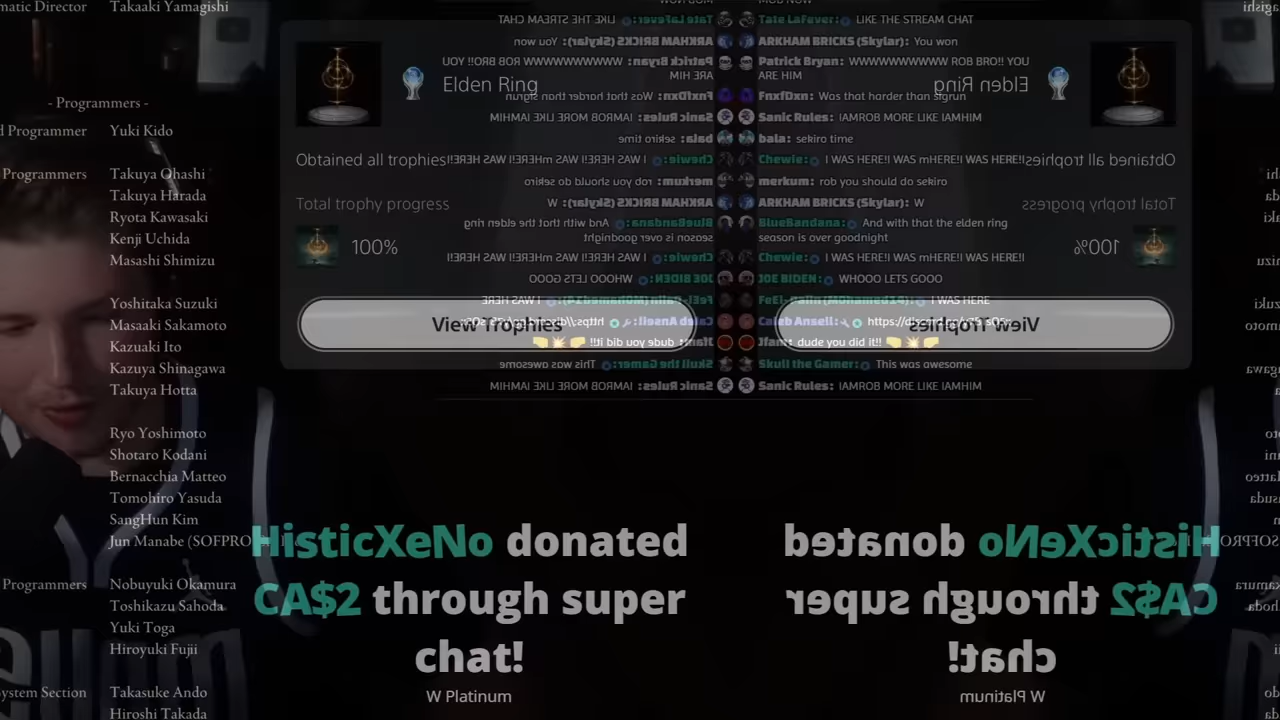 matic Director Takaaki Yamagishi
- Programmers -
d Programmer Yuki Kido
Programmers Takuya Ohashi
Takuya Harada
Ryota Kawasaki
Kenji Uchida
Masashi Shimizu
Yoshitaka Suzuki
Masaaki Sakamoto
Kazuaki Ito
Kazuya Shinagawa
Takuya Hotta
Ryo Yoshimoto
Shotaro Kodani
Bernacchia Matteo
Tomohiro Yasuda
SangHun Kim
Jun Manabe (SOFPRO
Programmers Nobuyuki Okamura
Toshikazu Sahoda
Yuki Toga
Hiroyuki Fujii
System Section Takasuke Ando
Hiroshi Takada
Elden Ring
Obtained all trophies
Total trophy progress
100%
View Trophies
Tate LaFever: LIKE THE STREAM CHAT
ARKHAM BRICKS (Skylar): You won
Patrick Bryan: WWWWWWWWWW ROB BRO!! YOU
ARE HIM
FnxfDxn: Was that harder than sigrun
Sanic Rules: IAMROB MORE LIKE IAMHIM
bala: sekiro time
Chewie: I WAS HERE!I WAS mHERE!I WAS HERE!!
merkum: rob you should do sekiro
ARKHAM BRICKS (Skylar): W
BlueBandana: And with that the elden ring
season is over goodnight
Chewie: I WAS HERE!I WAS mHERE!I WAS HERE!!
JOE BIDEN: WHOOO LETS GOOO
I WAS HERE
Caleb Ansell:
dude you did it!! 🤜💥🤛
Skull the Gamer: This was awesome
Sanic Rules: IAMROB MORE LIKE IAMHIM
HisticXeNo donated
CA$2 through super
chat!
W Platinum